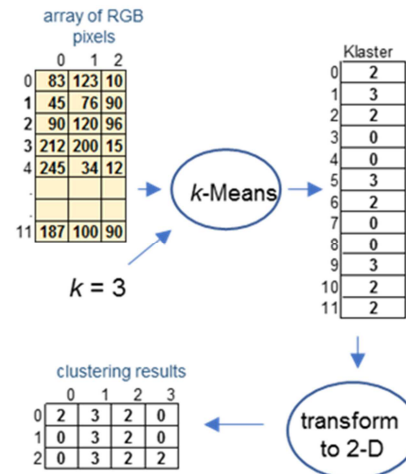 array of RGB
pixels
0 1 2
0 83 123 10
1 45 76 90
2 90 120 96
3 212 200 15
4 245 34 12
.
.
11 187 100 90
k = 3
k-Means
Klaster
0 2
1 3
2 2
3 0
4 0
5 3
6 2
7 0
8 0
9 3
10 2
11 2
transform
to 2-D
clustering results
0 1 2 3
0 2 3 2 0
1 0 3 2 0
2 0 3 2 2